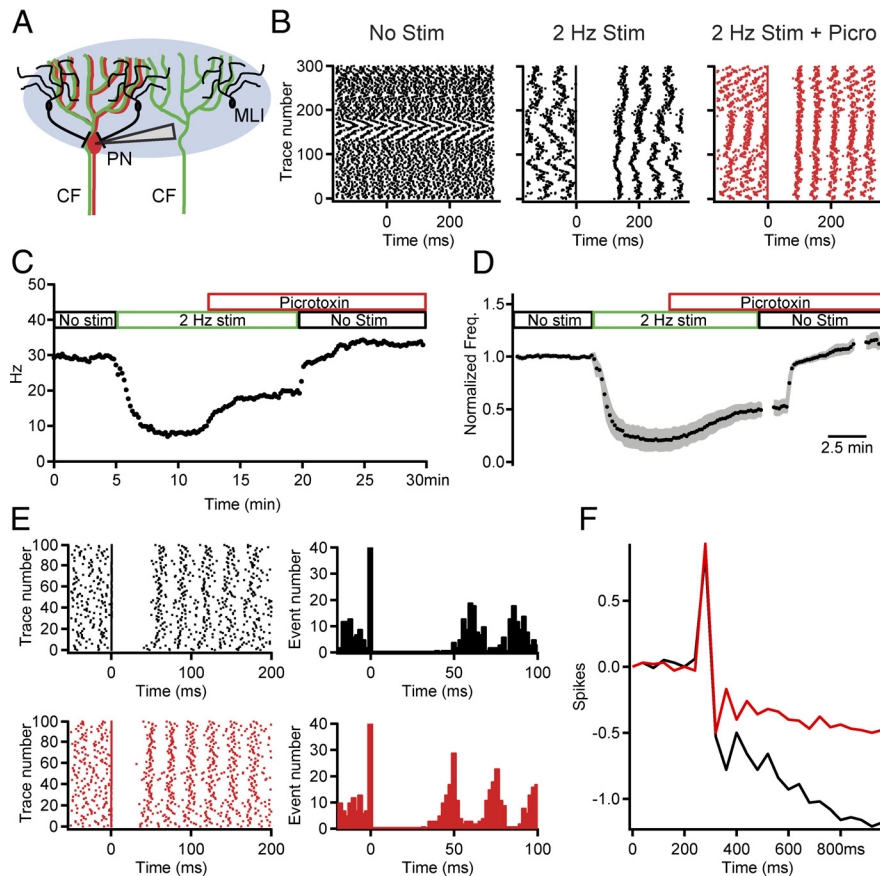 A
PN
MLI
CF
CF
B
No Stim
2 Hz Stim
2 Hz Stim + Picro
Trace number
300
200
100
0
0
200
Time (ms)
0
200
Time (ms)
0
200
Time (ms)
C
Hz
50
40
30
20
10
0
Picrotoxin
No stim
2 Hz stim
No Stim
0
5
10
15
20
25
30min
Time (min)
D
Normalized Freq.
1.5
1.0
0.5
0.0
Picrotoxin
No stim
2 Hz stim
No Stim
2.5 min
E
Trace number
100
80
60
40
20
0
0
100
200
Time (ms)
Event number
40
30
20
10
0
0
50
100
Time (ms)
Trace number
100
80
60
40
20
0
0
100
200
Time (ms)
Event number
40
30
20
10
0
0
50
100
Time (ms)
F
Spikes
0.5
0.0
-0.5
-1.0
0
200
400
600
800ms
Time (ms)